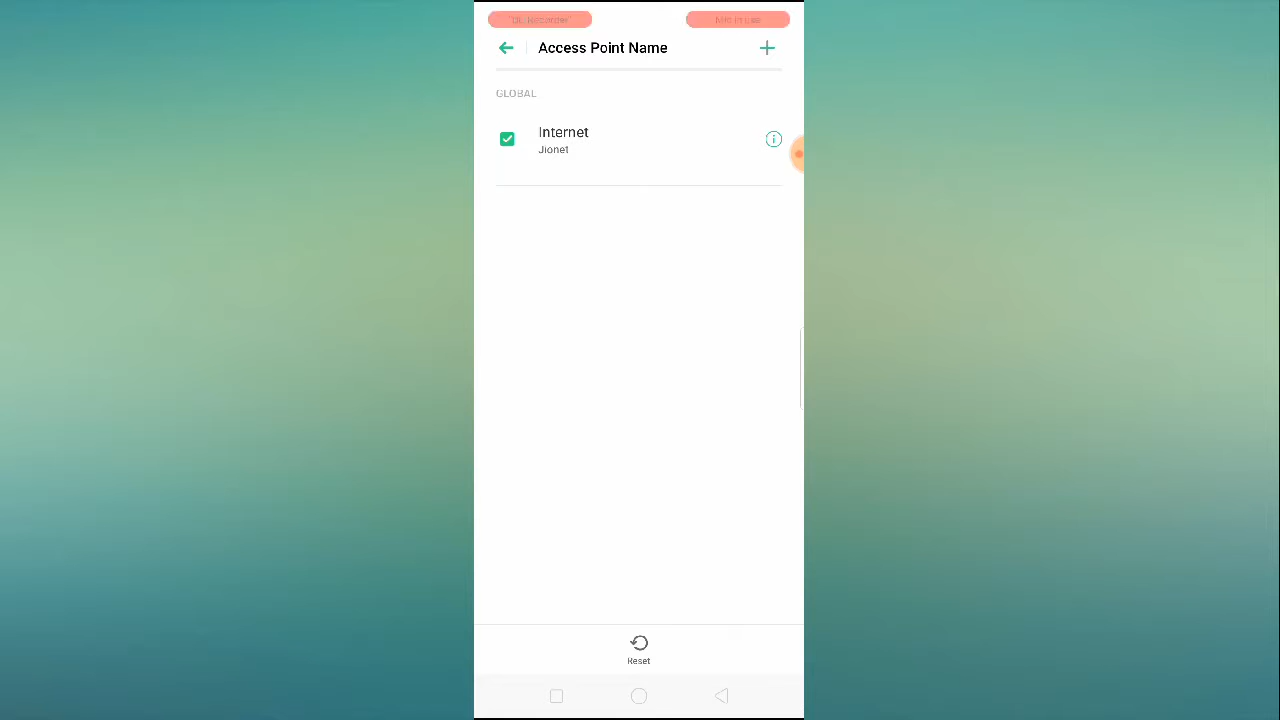 Access Point Name
GLOBAL
Internet
Jionet
Reset